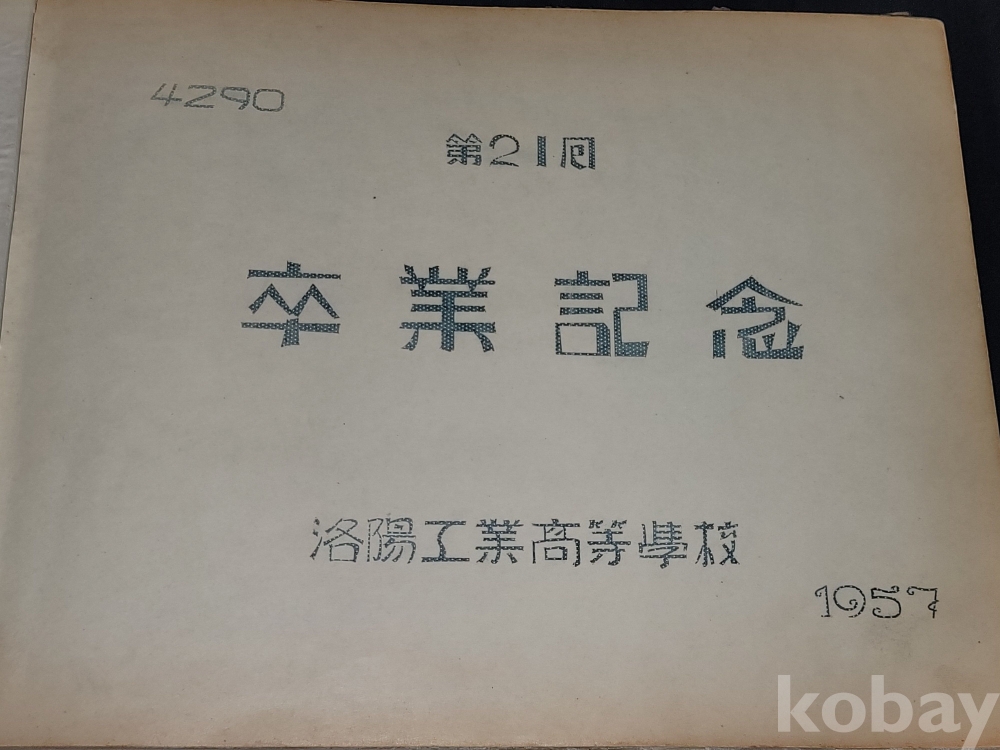 4290
第21回
卒業記念
洛陽工業高等學校
1957
kobay